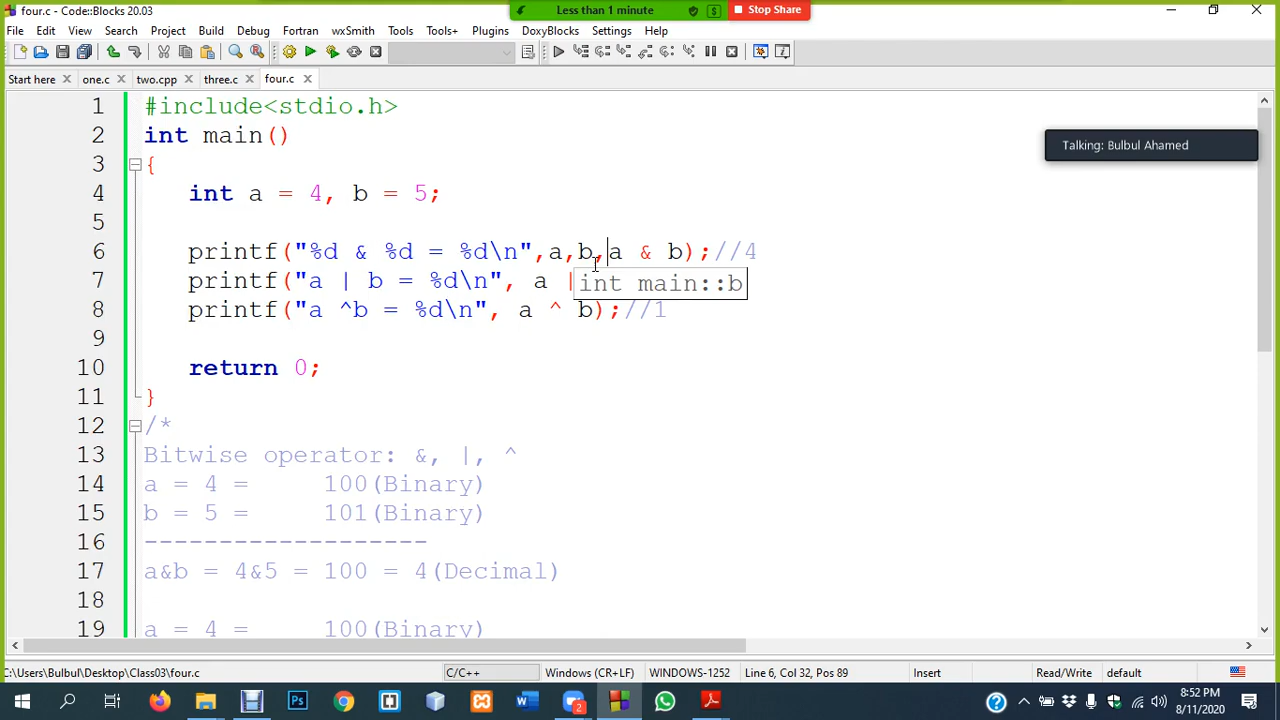 four.c - Code::Blocks 20.03
Less than 1 minute
Stop Share
File Edit View Search Project Build Debug Fortran wxSmith Tools Tools+ Plugins DoxyBlocks Settings Help
Start here one.c two.cpp three.c four.c
Talking: Bulbul Ahamed
1 #include<stdio.h>
2 int main()
3 {
4 int a = 4, b = 5;
5
6 printf("%d & %d = %d\n",a,b,a & b);//4
7 printf("a | b = %d\n", a |
int main::b
8 printf("a ^b = %d\n", a ^ b);//1
9
10 return 0;
11 }
12 /*
13 Bitwise operator: &, |, ^
14 a = 4 = 100(Binary)
15 b = 5 = 101(Binary)
16 -------------------
17 a&b = 4&5 = 100 = 4(Decimal)
18
19 a = 4 = 100(Binary)
C:\Users\Bulbul\Desktop\Class03\four.c C/C++ Windows (CR+LF) WINDOWS-1252 Line 6, Col 32, Pos 89 Insert Read/Write default
2
8:52 PM
8/11/2020